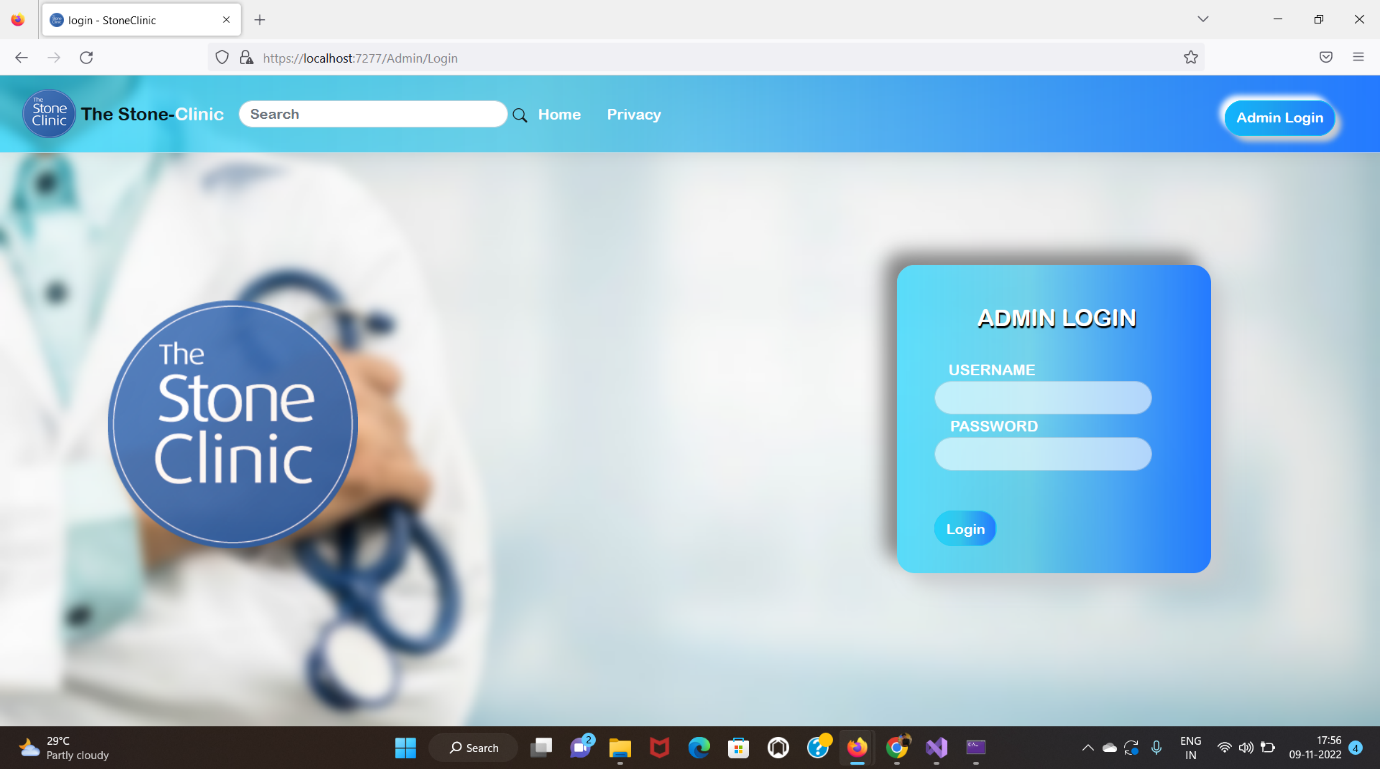 login - StoneClinic
https://localhost:7277/Admin/Login
The
Stone
Clinic
The Stone-Clinic
Search
Home
Privacy
Admin Login
The
Stone
Clinic
ADMIN LOGIN
USERNAME
PASSWORD
Login
29°C
Partly cloudy
Search
2
ENG
IN
17:56
09-11-2022
4